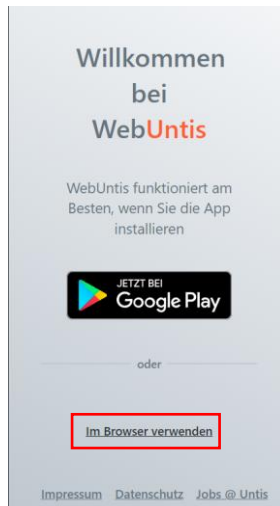 Willkommen
bei
WebUntis
WebUntis funktioniert am
Besten, wenn Sie die App
installieren
JETZT BEI
Google Play
oder
Im Browser verwenden
Impressum Datenschutz Jobs @ Untis